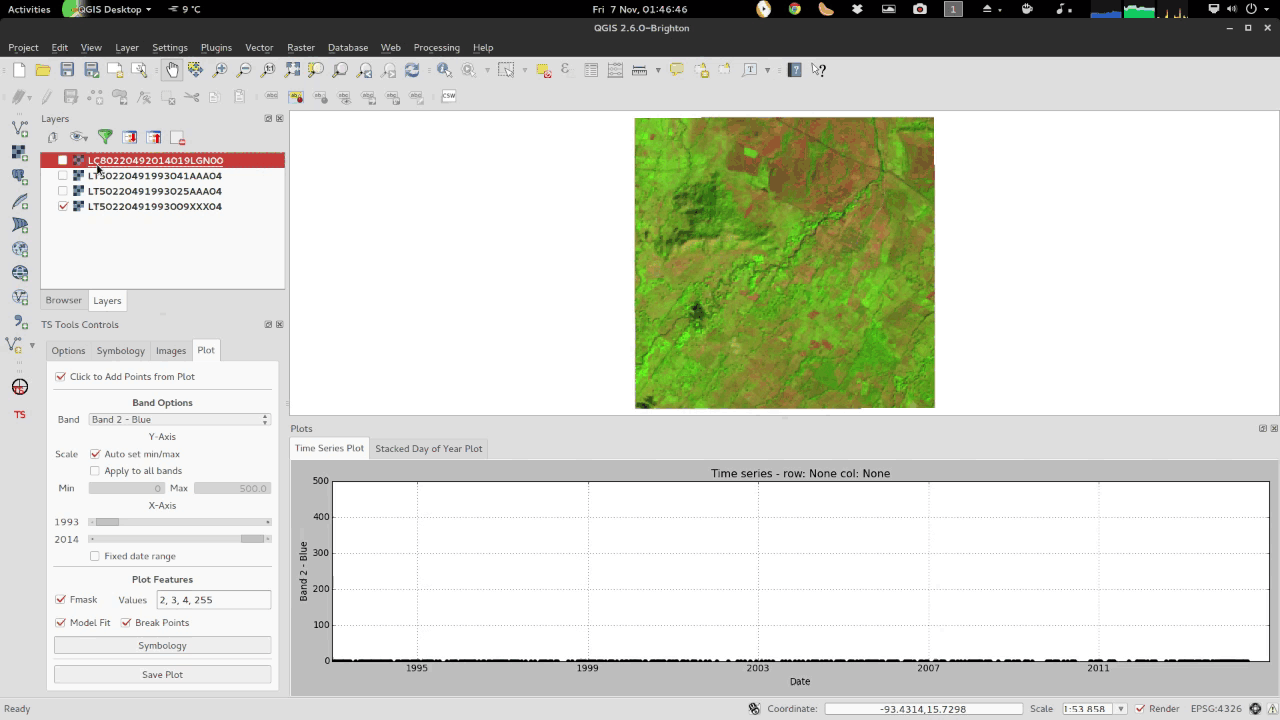 Activities QGIS Desktop 9 °C Fri 7 Nov, 01:46:46 1
QGIS 2.6.0-Brighton
Project Edit View Layer Settings Plugins Vector Raster Database Web Processing Help
CSW
Layers
LC80220492014019LGN00
LT50220491993041AAA04
LT50220491993025AAA04
LT50220491993009XXX04
Browser Layers
TS Tools Controls
Options Symbology Images Plot
Click to Add Points from Plot
Band Options
Band Band 2 - Blue
Y-Axis
Scale Auto set min/max
Apply to all bands
Min 0 Max 500.0
X-Axis
1993
2014
Fixed date range
Plot Features
Fmask Values 2, 3, 4, 255
Model Fit Break Points
Symbology
Save Plot
TS
Plots
Time Series Plot Stacked Day of Year Plot
Time series - row: None col: None
500
400
300
200
100
0
Band 2 - Blue
1995 1999 2003 2007 2011
Date
Ready Coordinate: -93.4314,15.7298 Scale 1:53,858 Render EPSG:4326